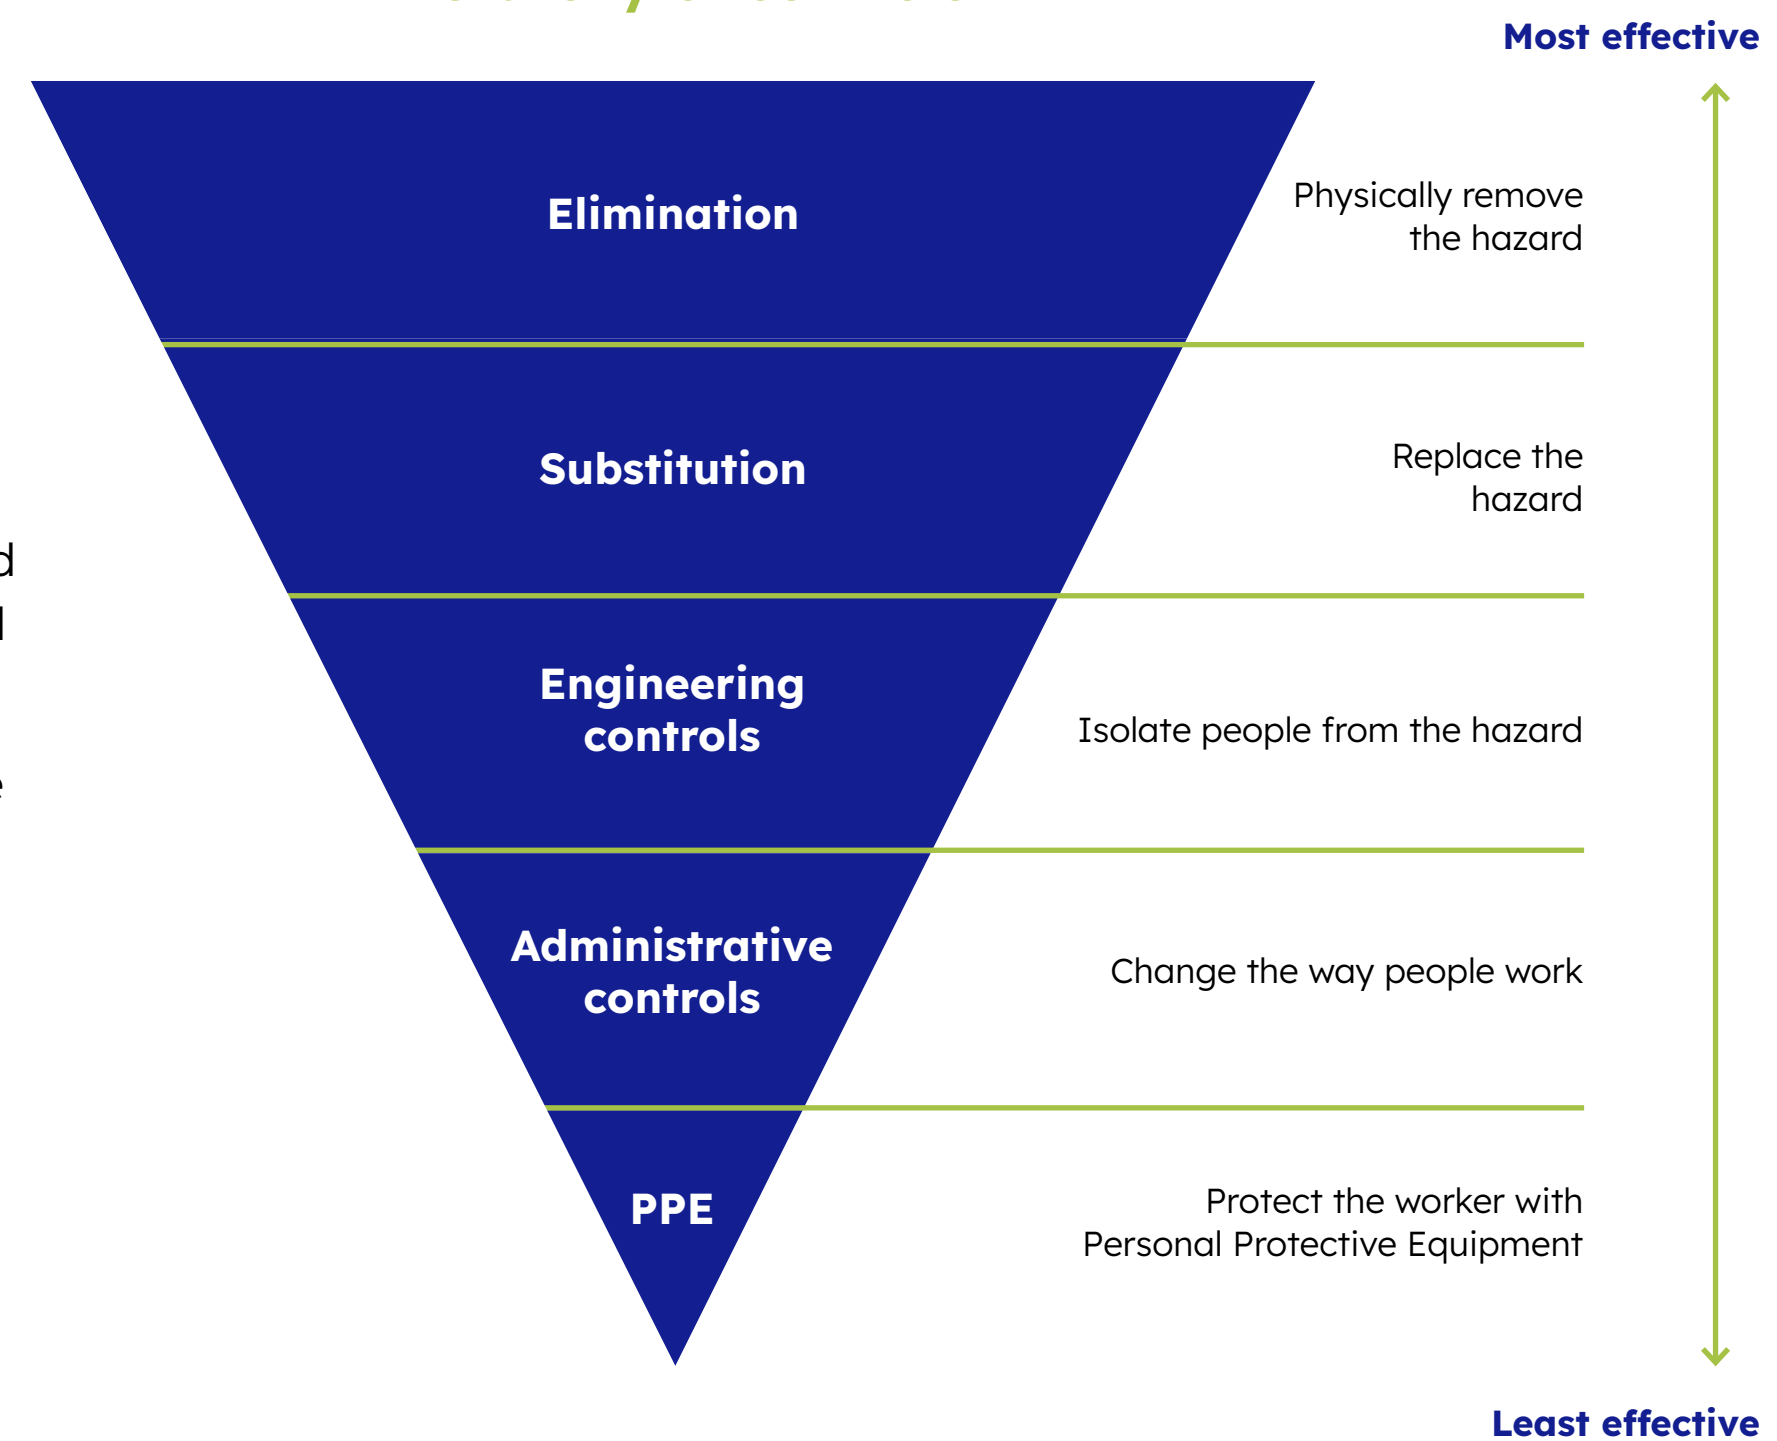 Most effective
Elimination
Physically remove
the hazard
Substitution
Replace the
hazard
Engineering
controls
Isolate people from the hazard
Administrative
controls
Change the way people work
PPE
Protect the worker with
Personal Protective Equipment
Least effective